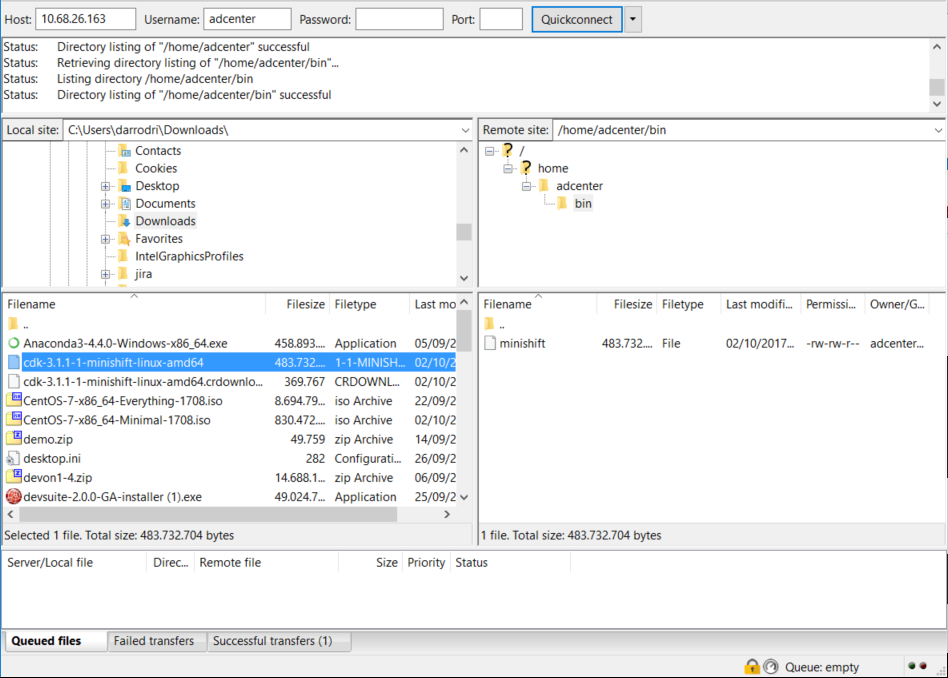 Host: 10.68.26.163 Username: adcenter Password: Port: Quickconnect
Status: Directory listing of "/home/adcenter" successful
Status: Retrieving directory listing of "/home/adcenter/bin"...
Status: Listing directory /home/adcenter/bin
Status: Directory listing of "/home/adcenter/bin" successful
Local site: C:\Users\darrodri\Downloads\
Contacts
Cookies
Desktop
Documents
Downloads
Favorites
IntelGraphicsProfiles
jira
Remote site: /home/adcenter/bin
/
home
adcenter
bin
Filename Filesize Filetype Last mo
..
Anaconda3-4.4.0-Windows-x86_64.exe 458.893.... Application 05/09/2
cdk-3.1.1-1-minishift-linux-amd64 483.732.... 1-1-MINISH... 02/10/2
cdk-3.1.1-1-minishift-linux-amd64.crdownlo... 369.767 CRDOWNL... 02/10/2
CentOS-7-x86_64-Everything-1708.iso 8.694.79... iso Archive 22/09/2
CentOS-7-x86_64-Minimal-1708.iso 830.472.... iso Archive 02/10/2
demo.zip 49.759 zip Archive 14/09/2
desktop.ini 282 Configurati... 26/09/2
devon1-4.zip 14.688.1... zip Archive 06/09/2
devsuite-2.0.0-GA-installer (1).exe 49.024.7... Application 25/09/2
Selected 1 file. Total size: 483.732.704 bytes
Filename Filesize Filetype Last modifi... Permissi... Owner/G...
..
minishift 483.732.... File 02/10/2017... -rw-rw-r-- adcenter...
1 file. Total size: 483.732.704 bytes
Server/Local file Direc... Remote file Size Priority Status
Queued files Failed transfers Successful transfers (1)
Queue: empty